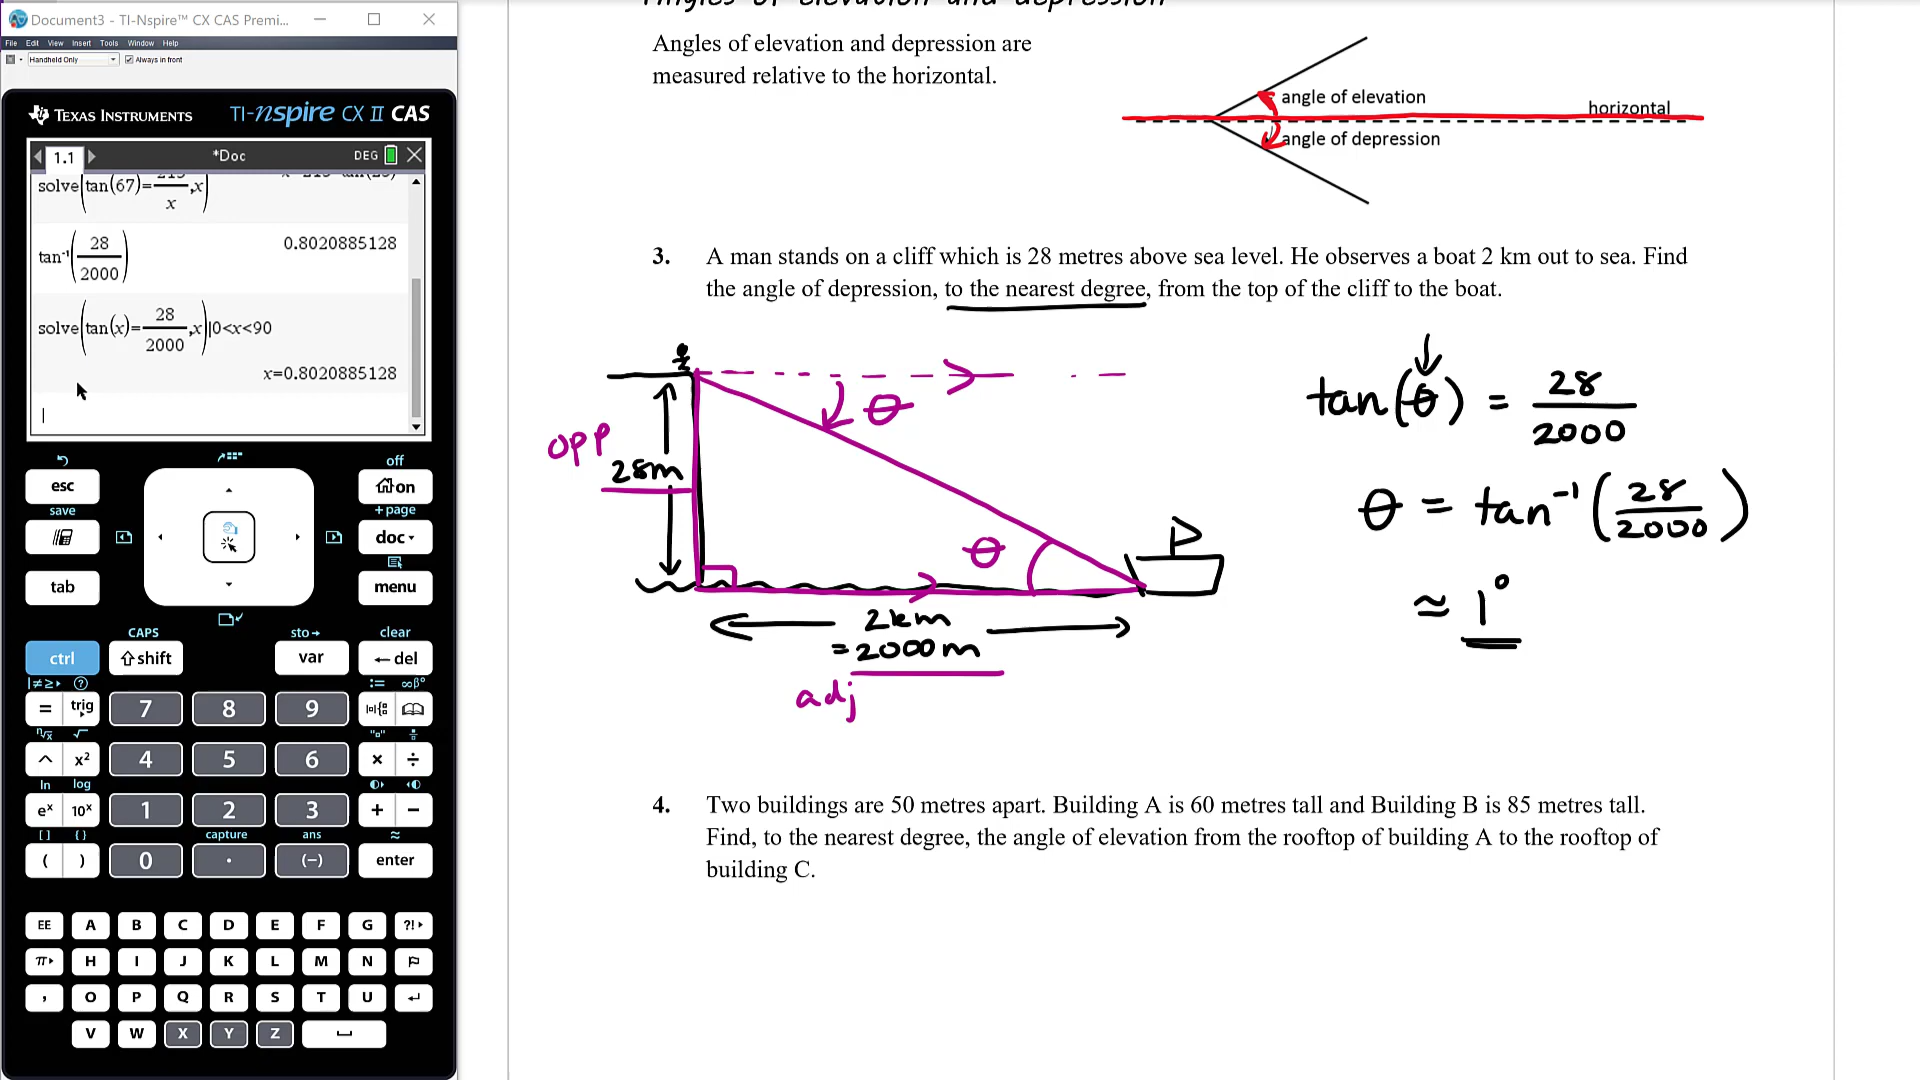 Document3 - TI-Nspire™ CX CAS Premi...
File Edit View Insert Tools Window Help
Handheld Only Always in front
TEXAS INSTRUMENTS TI-nspire CX II CAS
1.1 *Doc DEG
solve(tan(67)=213/x,x)
tan⁻¹(28/2000) 0.8020885128
solve(tan(x)=28/2000,x)|0<x<90
x=0.8020885128
off
esc on
save +page
doc
tab menu
CAPS sto→ clear
ctrl shift var ←del
|≠≥▸ := ∞β°
= trig 7 8 9
^ x² 4 5 6 × ÷
ln log
eˣ 10ˣ 1 2 3 + −
[] {} capture ans ≈
( ) 0 . (−) enter
EE A B C D E F G ?!▸
π▸ H I J K L M N
, O P Q R S T U
V W X Y Z
Angles of elevation and depression
Angles of elevation and depression are
measured relative to the horizontal.
angle of elevation
horizontal
angle of depression
3. A man stands on a cliff which is 28 metres above sea level. He observes a boat 2 km out to sea. Find
the angle of depression, to the nearest degree, from the top of the cliff to the boat.
θ
opp
28m
θ
2km
=2000m
adj
tan(θ) = 28/2000
θ = tan⁻¹(28/2000)
≈ 1°
4. Two buildings are 50 metres apart. Building A is 60 metres tall and Building B is 85 metres tall.
Find, to the nearest degree, the angle of elevation from the rooftop of building A to the rooftop of
building C.